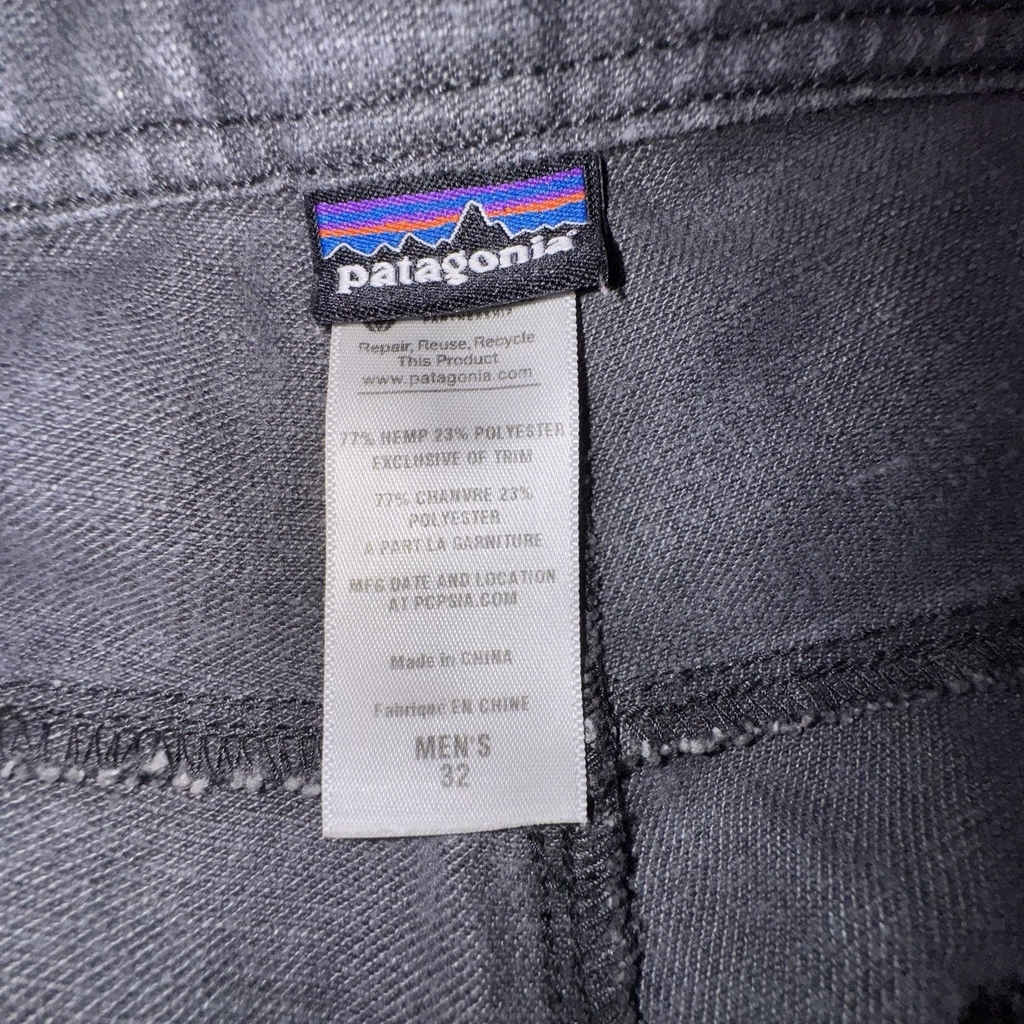 patagonia
Repair, Reuse, Recycle
This Product
www.patagonia.com
77% HEMP 23% POLYESTER
EXCLUSIVE OF TRIM
77% CHANVRE 23%
POLYESTER
A PART LA GARNITURE
MFG DATE AND LOCATION
AT PCPSIA.COM
Made in CHINA
Fabriqué EN CHINE
MEN'S
32